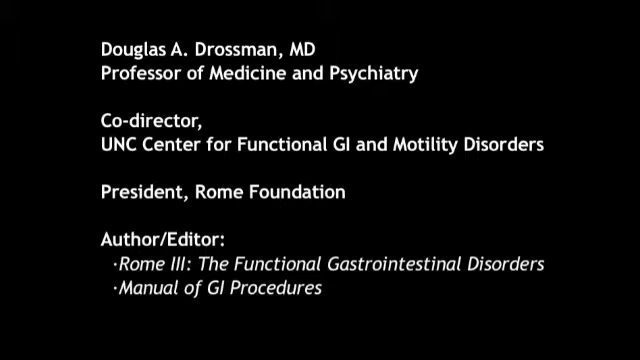 Douglas A. Drossman, MD
Professor of Medicine and Psychiatry
Co-director,
UNC Center for Functional GI and Motility Disorders
President, Rome Foundation
Author/Editor:
·Rome III: The Functional Gastrointestinal Disorders
·Manual of GI Procedures